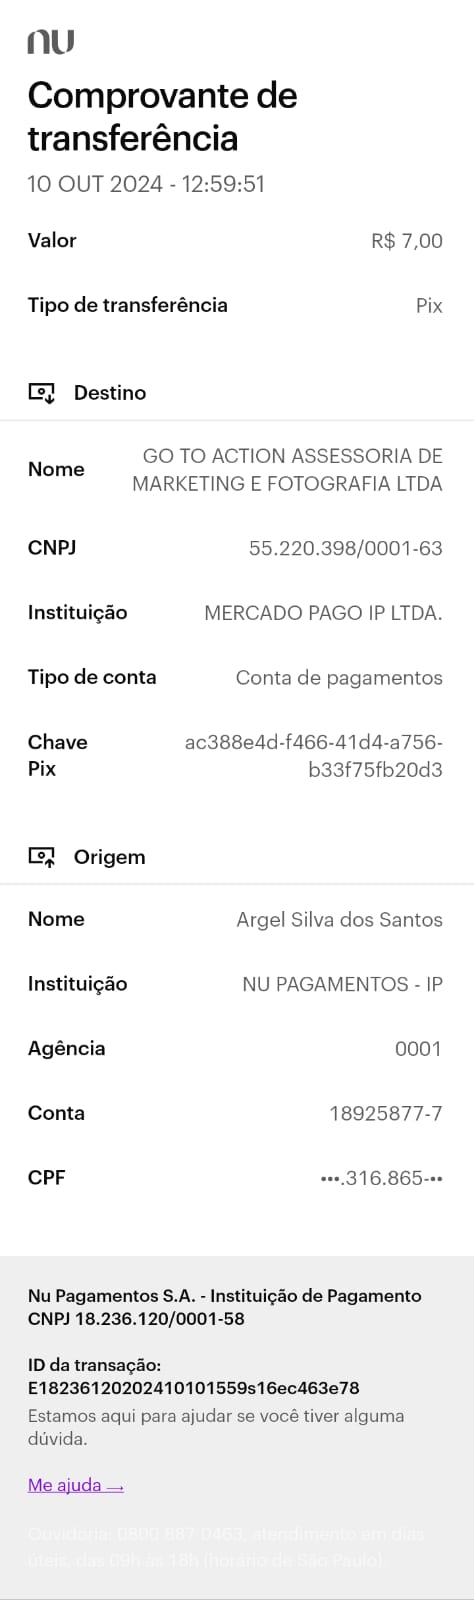 nu
Comprovante de
transferência
10 OUT 2024 - 12:59:51
Valor R$ 7,00
Tipo de transferência Pix
Destino
Nome GO TO ACTION ASSESSORIA DE
MARKETING E FOTOGRAFIA LTDA
CNPJ 55.220.398/0001-63
Instituição MERCADO PAGO IP LTDA.
Tipo de conta Conta de pagamentos
Chave ac388e4d-f466-41d4-a756-
Pix b33f75fb20d3
Origem
Nome Argel Silva dos Santos
Instituição NU PAGAMENTOS - IP
Agência 0001
Conta 18925877-7
CPF •••.316.865-••
Nu Pagamentos S.A. - Instituição de Pagamento
CNPJ 18.236.120/0001-58
ID da transação:
E18236120202410101559s16ec463e78
Estamos aqui para ajudar se você tiver alguma
dúvida.
Me ajuda →
Ouvidoria: 0800 887 0463, atendimento em dias
úteis, das 09h às 18h (horário de São Paulo).